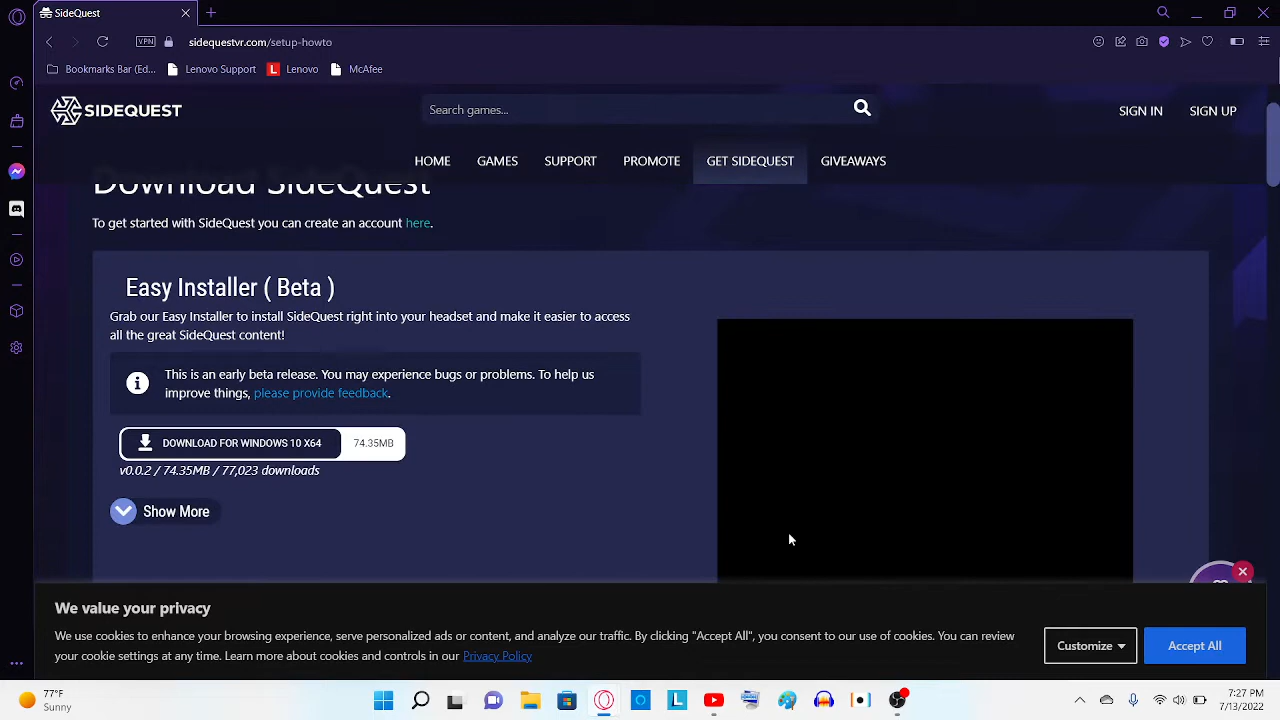 SideQuest
VPN
sidequestvr.com/setup-howto
Bookmarks Bar (Ed...
Lenovo Support
L
Lenovo
McAfee
SIDEQUEST
Search games...
SIGN IN
SIGN UP
HOME
GAMES
SUPPORT
PROMOTE
GET SIDEQUEST
GIVEAWAYS
Download SideQuest
To get started with SideQuest you can create an account here.
Easy Installer ( Beta )
Grab our Easy Installer to install SideQuest right into your headset and make it easier to access
all the great SideQuest content!
This is an early beta release. You may experience bugs or problems. To help us
improve things, please provide feedback.
DOWNLOAD FOR WINDOWS 10 X64
74.35MB
v0.0.2 / 74.35MB / 77,023 downloads
Show More
We value your privacy
We use cookies to enhance your browsing experience, serve personalized ads or content, and analyze our traffic. By clicking "Accept All", you consent to our use of cookies. You can review
your cookie settings at any time. Learn more about cookies and controls in our Privacy Policy
Customize
Accept All
77°F
Sunny
L
7:27 PM
7/13/2022